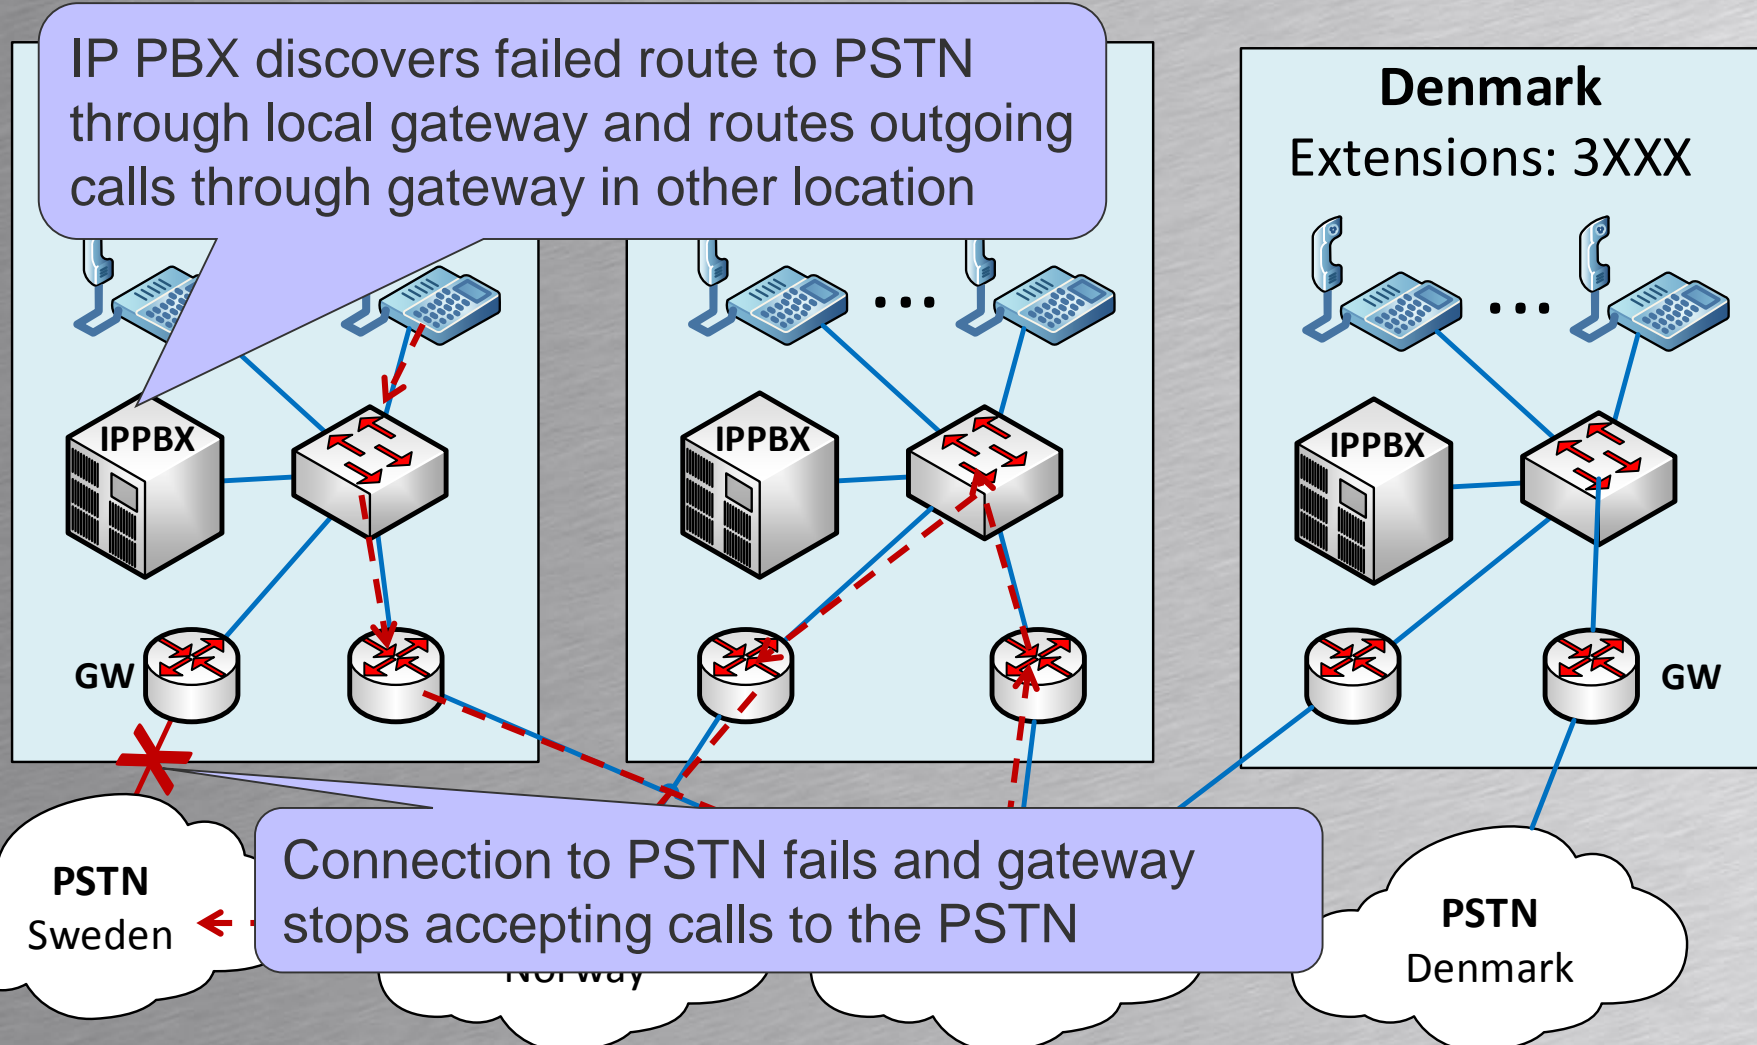 IP PBX discovers failed route to PSTN
through local gateway and routes outgoing
calls through gateway in other location
Denmark
Extensions: 3XXX
...
...
IPPBX
IPPBX
IPPBX
GW
GW
Connection to PSTN fails and gateway
stops accepting calls to the PSTN
PSTN
Sweden
Norway
PSTN
Denmark